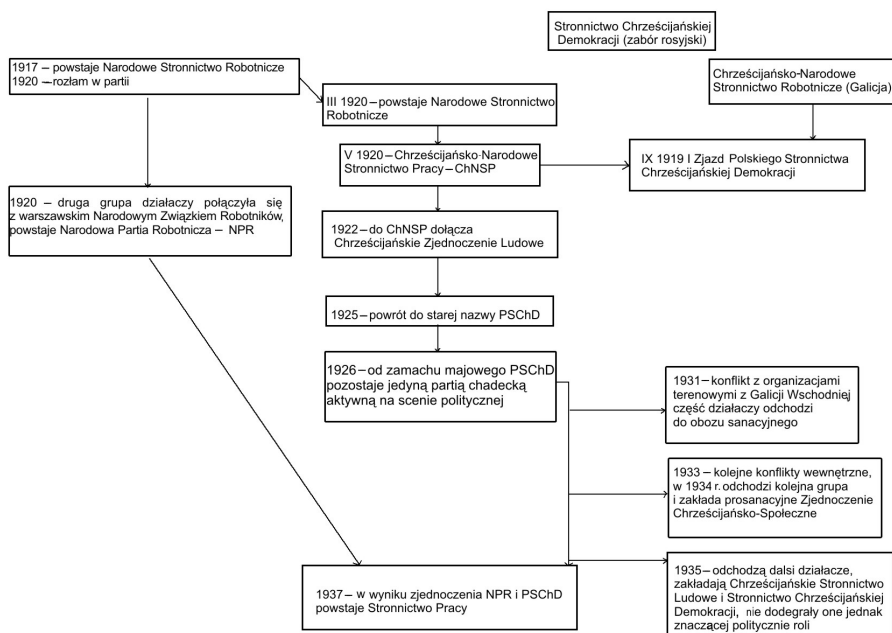 Stronnictwo Chrześcijańskiej
Demokracji (zabór rosyjski)
1917 – powstaje Narodowe Stronnictwo Robotnicze
1920 – rozłam w partii
Chrześcijańsko-Narodowe
Stronnictwo Robotnicze (Galicja)
III 1920 – powstaje Narodowe Stronnictwo
Robotnicze
V 1920 – Chrześcijańsko-Narodowe
Stronnictwo Pracy – ChNSP
IX 1919 I Zjazd Polskiego Stronnictwa
Chrześcijańskiej Demokracji
1920 – druga grupa działaczy połączyła się
z warszawskim Narodowym Związkiem Robotników,
powstaje Narodowa Partia Robotnicza – NPR
1922 – do ChNSP dołącza
Chrześcijańskie Zjednoczenie Ludowe
1925 – powrót do starej nazwy PSChD
1926 – od zamachu majowego PSChD
pozostaje jedyną partią chadecką
aktywną na scenie politycznej
1931 – konflikt z organizacjami
terenowymi z Galicji Wschodniej
część działaczy odchodzi
do obozu sanacyjnego
1933 – kolejne konflikty wewnętrzne,
w 1934 r. odchodzi kolejna grupa
i zakłada prosanacyjne Zjednoczenie
Chrześcijańsko-Społeczne
1937 – w wyniku zjednoczenia NPR i PSChD
powstaje Stronnictwo Pracy
1935 – odchodzą dalsi działacze,
zakładają Chrześcijańskie Stronnictwo
Ludowe i Stronnictwo Chrześcijańskiej
Demokracji, nie dodegrały one jednak
znaczącej politycznie roli